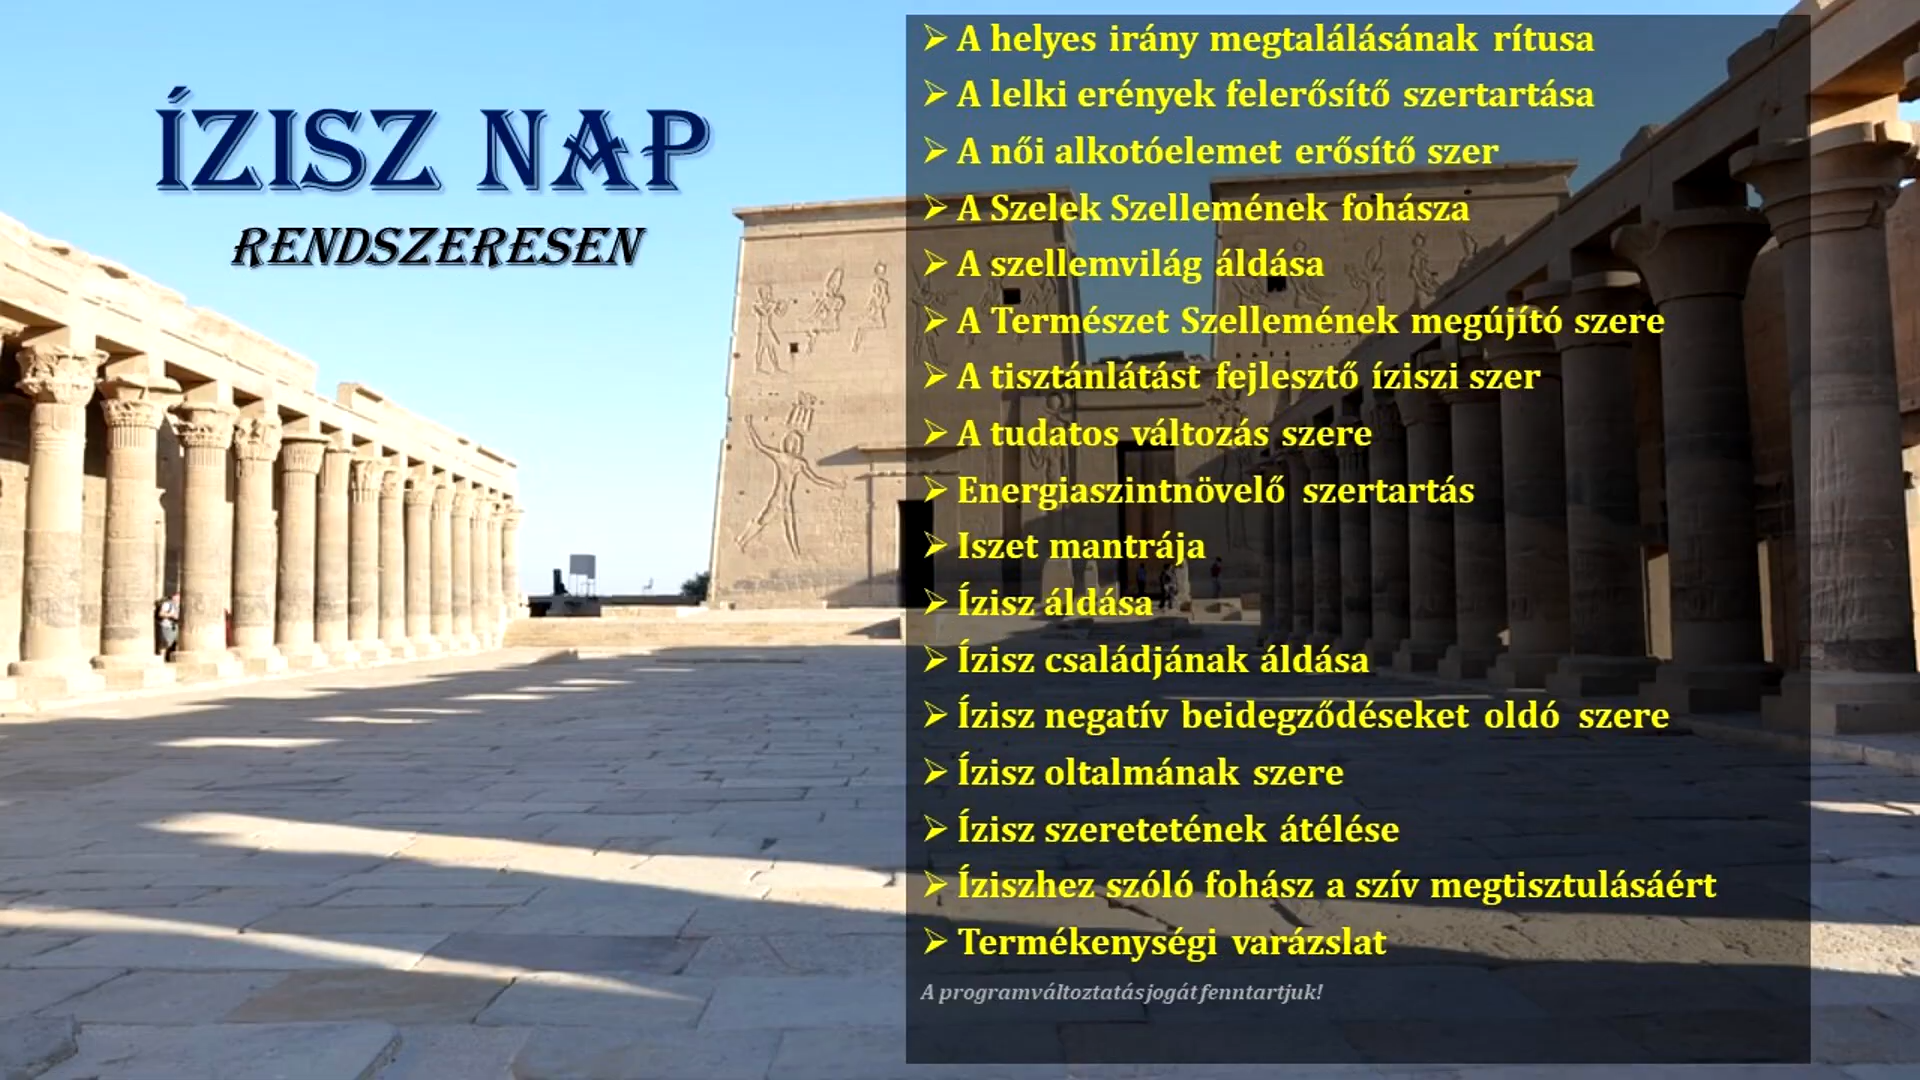 ÍZISZ NAP
RENDSZERESEN
A helyes irány megtalálásának rítusa
A lelki erények felerősítő szertartása
A női alkotóelemet erősítő szer
A Szelek Szellemének fohásza
A szellemvilág áldása
A Természet Szellemének megújító szere
A tisztánlátást fejlesztő íziszi szer
A tudatos változás szere
Energiaszintnövelő szertartás
Iszet mantrája
Ízisz áldása
Ízisz családjának áldása
Ízisz negatív beidegződéseket oldó szere
Ízisz oltalmának szere
Ízisz szeretetének átélése
Íziszhez szóló fohász a szív megtisztulásáért
Termékenységi varázslat
A programváltoztatás jogát fenntartjuk!